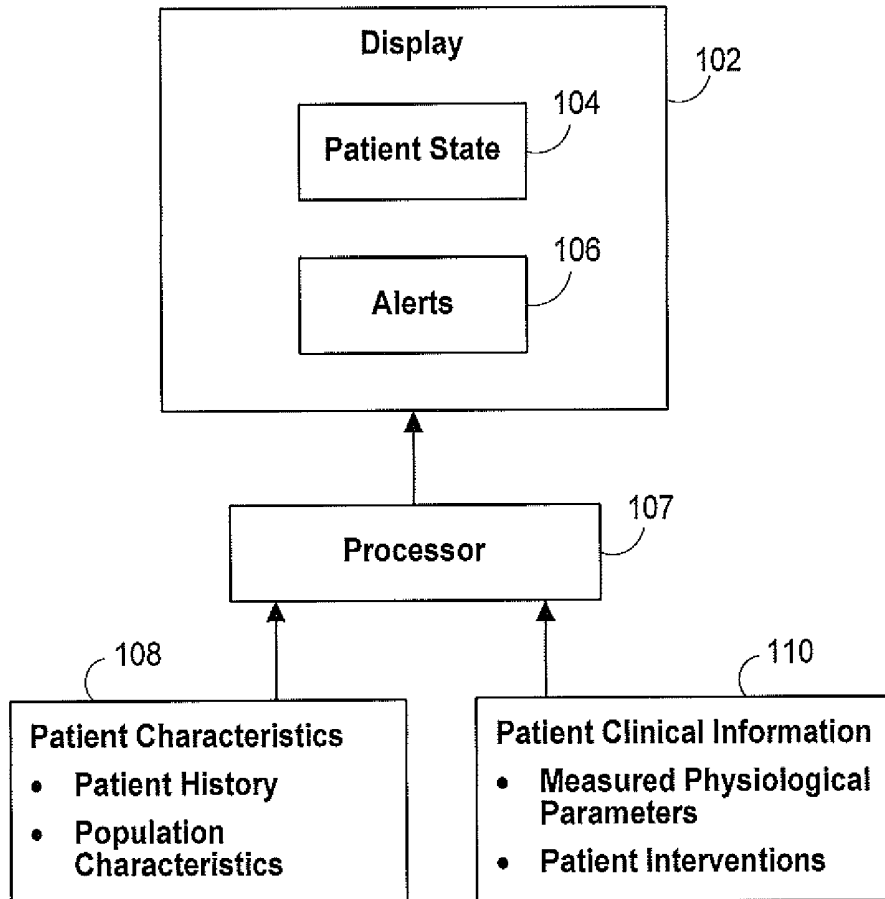 Display
102
104
Patient State
106
Alerts
107
Processor
108
110
Patient Characteristics
• Patient History
• Population
Characteristics
Patient Clinical Information
• Measured Physiological
Parameters
• Patient Interventions